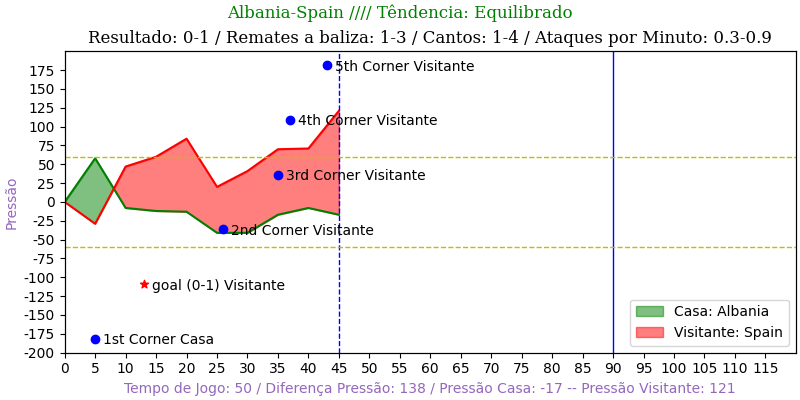 Albania-Spain //// Têndencia: Equilibrado
Resultado: 0-1 / Remates a baliza: 1-3 / Cantos: 1-4 / Ataques por Minuto: 0.3-0.9
Pressão
175
150
125
100
75
50
25
0
-25
-50
-75
-100
-125
-150
-175
-200
5th Corner Visitante
4th Corner Visitante
3rd Corner Visitante
2nd Corner Visitante
goal (0-1) Visitante
1st Corner Casa
Casa: Albania
Visitante: Spain
0 5 10 15 20 25 30 35 40 45 50 55 60 65 70 75 80 85 90 95 100 105 110 115
Tempo de Jogo: 50 / Diferença Pressão: 138 / Pressão Casa: -17 -- Pressão Visitante: 121